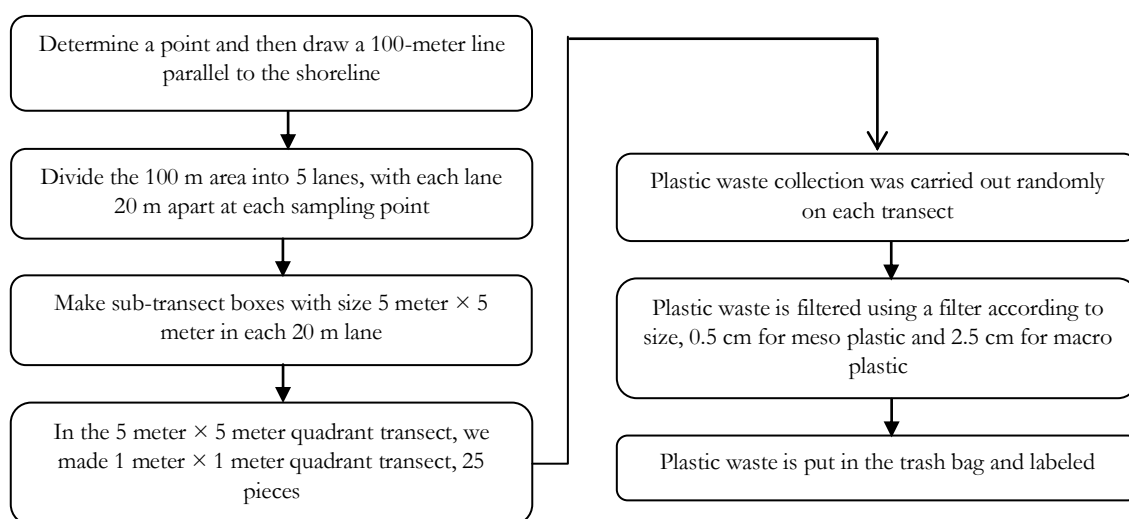 Determine a point and then draw a 100-meter line
parallel to the shoreline
Divide the 100 m area into 5 lanes, with each lane
20 m apart at each sampling point
Make sub-transect boxes with size 5 meter × 5
meter in each 20 m lane
In the 5 meter × 5 meter quadrant transect, we
made 1 meter × 1 meter quadrant transect, 25
pieces
Plastic waste collection was carried out randomly
on each transect
Plastic waste is filtered using a filter according to
size, 0.5 cm for meso plastic and 2.5 cm for macro
plastic
Plastic waste is put in the trash bag and labeled